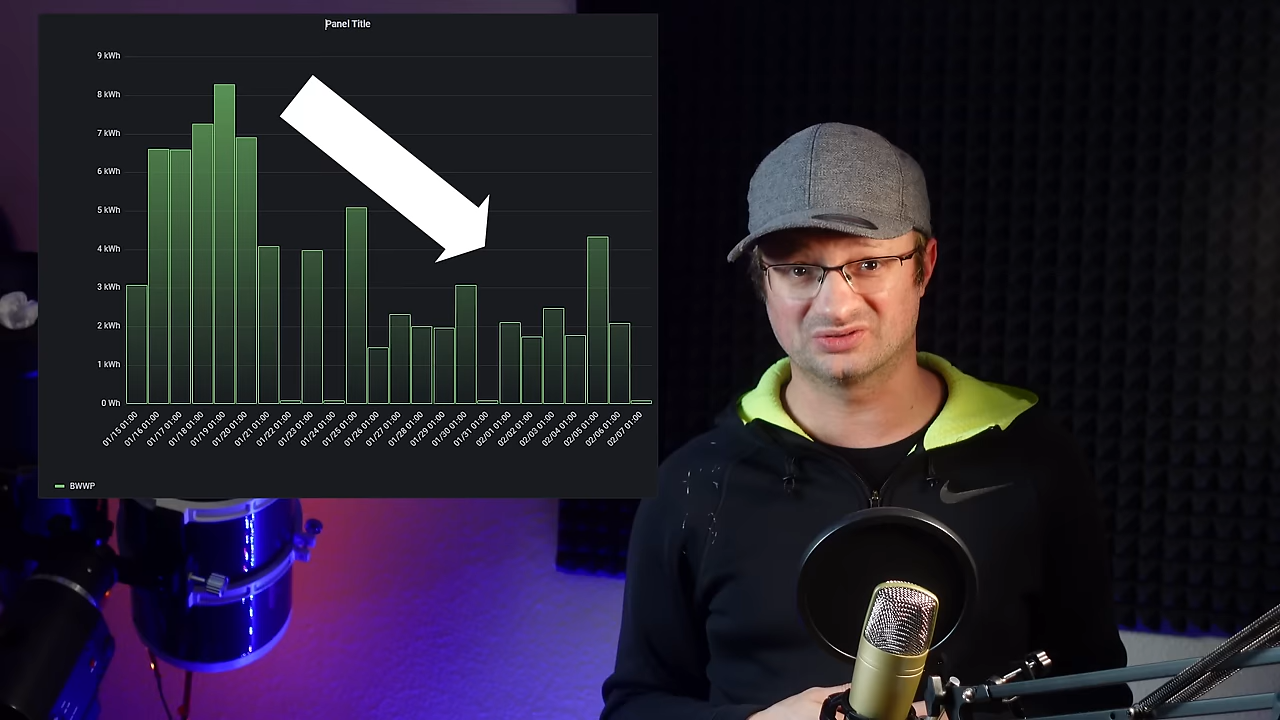 Panel Title
9 kWh
8 kWh
7 kWh
6 kWh
5 kWh
4 kWh
3 kWh
2 kWh
1 kWh
0 Wh
01/15 01:00
01/16 01:00
01/17 01:00
01/18 01:00
01/19 01:00
01/20 01:00
01/21 01:00
01/22 01:00
01/23 01:00
01/24 01:00
01/25 01:00
01/26 01:00
01/27 01:00
01/28 01:00
01/29 01:00
01/30 01:00
01/31 01:00
02/01 01:00
02/02 01:00
02/03 01:00
02/04 01:00
02/05 01:00
02/06 01:00
02/07 01:30
BWWP